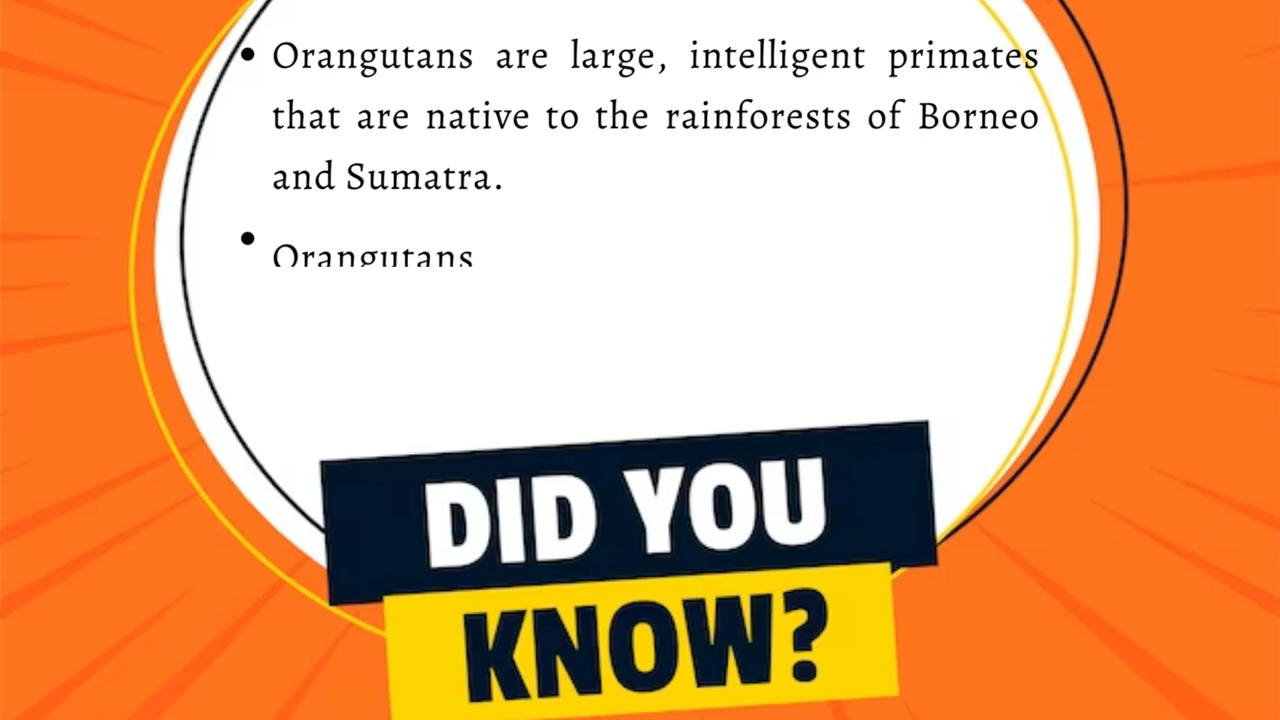 • Orangutans are large, intelligent primates
that are native to the rainforests of Borneo
and Sumatra.
• Orangutans
DID YOU
KNOW?